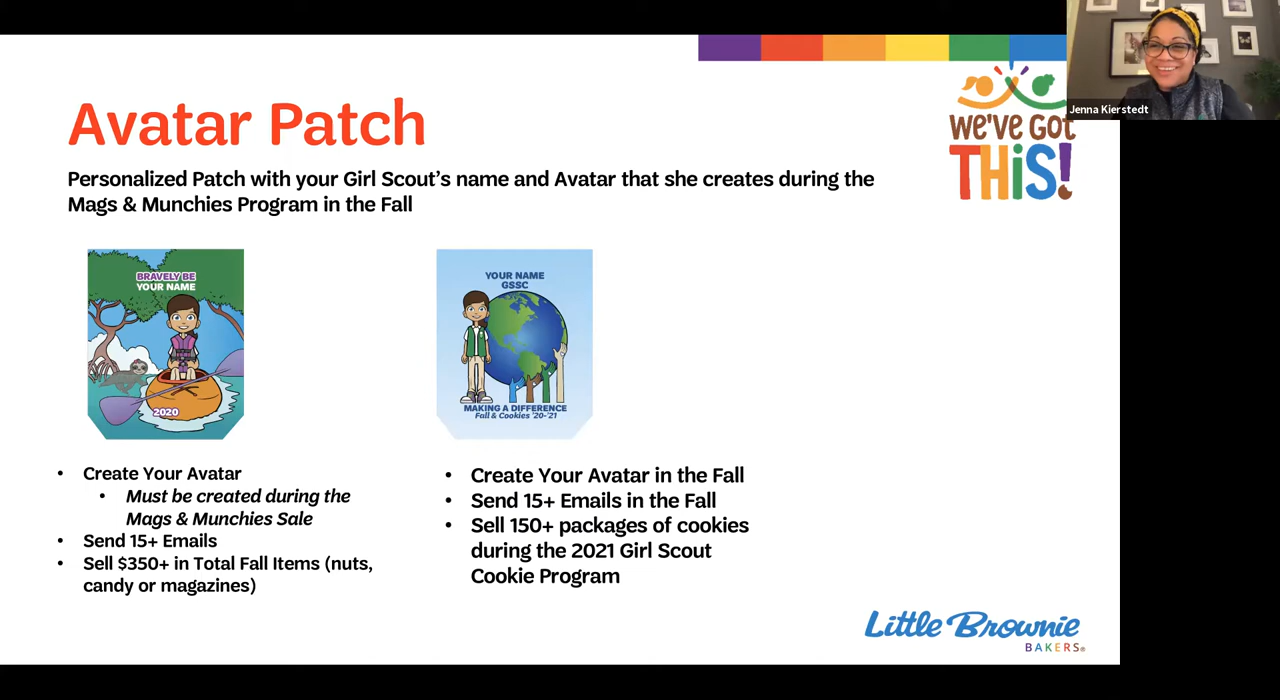 Jenna Kierstedt
WE'VE GOT
THiS!
Avatar Patch
Personalized Patch with your Girl Scout's name and Avatar that she creates during the
Mags & Munchies Program in the Fall
BRAVELY BE
YOUR NAME
2020
YOUR NAME
GSSC
MAKING A DIFFERENCE
Fall & Cookies '20-'21
• Create Your Avatar
• Must be created during the
Mags & Munchies Sale
• Send 15+ Emails
• Sell $350+ in Total Fall Items (nuts,
candy or magazines)
• Create Your Avatar in the Fall
• Send 15+ Emails in the Fall
• Sell 150+ packages of cookies
during the 2021 Girl Scout
Cookie Program
Little Brownie
BAKERS®